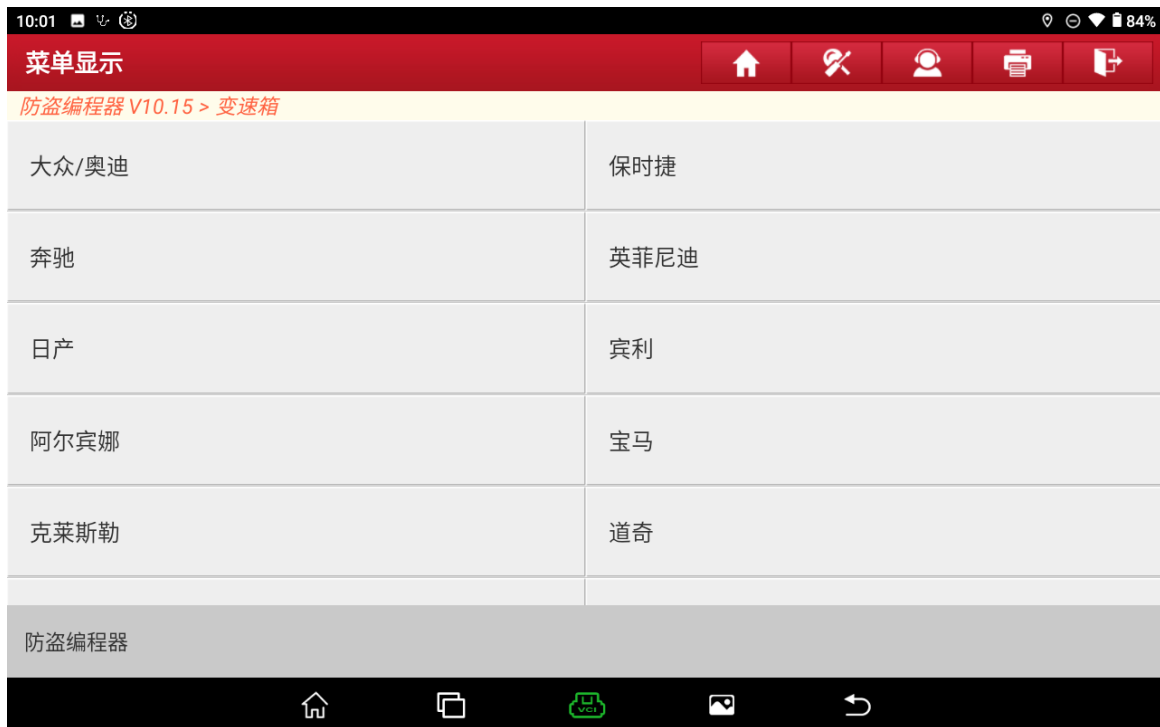 10:01
84%
菜单显示
防盗编程器 V10.15 > 变速箱
大众/奥迪
保时捷
奔驰
英菲尼迪
日产
宾利
阿尔宾娜
宝马
克莱斯勒
道奇
防盗编程器
VCI